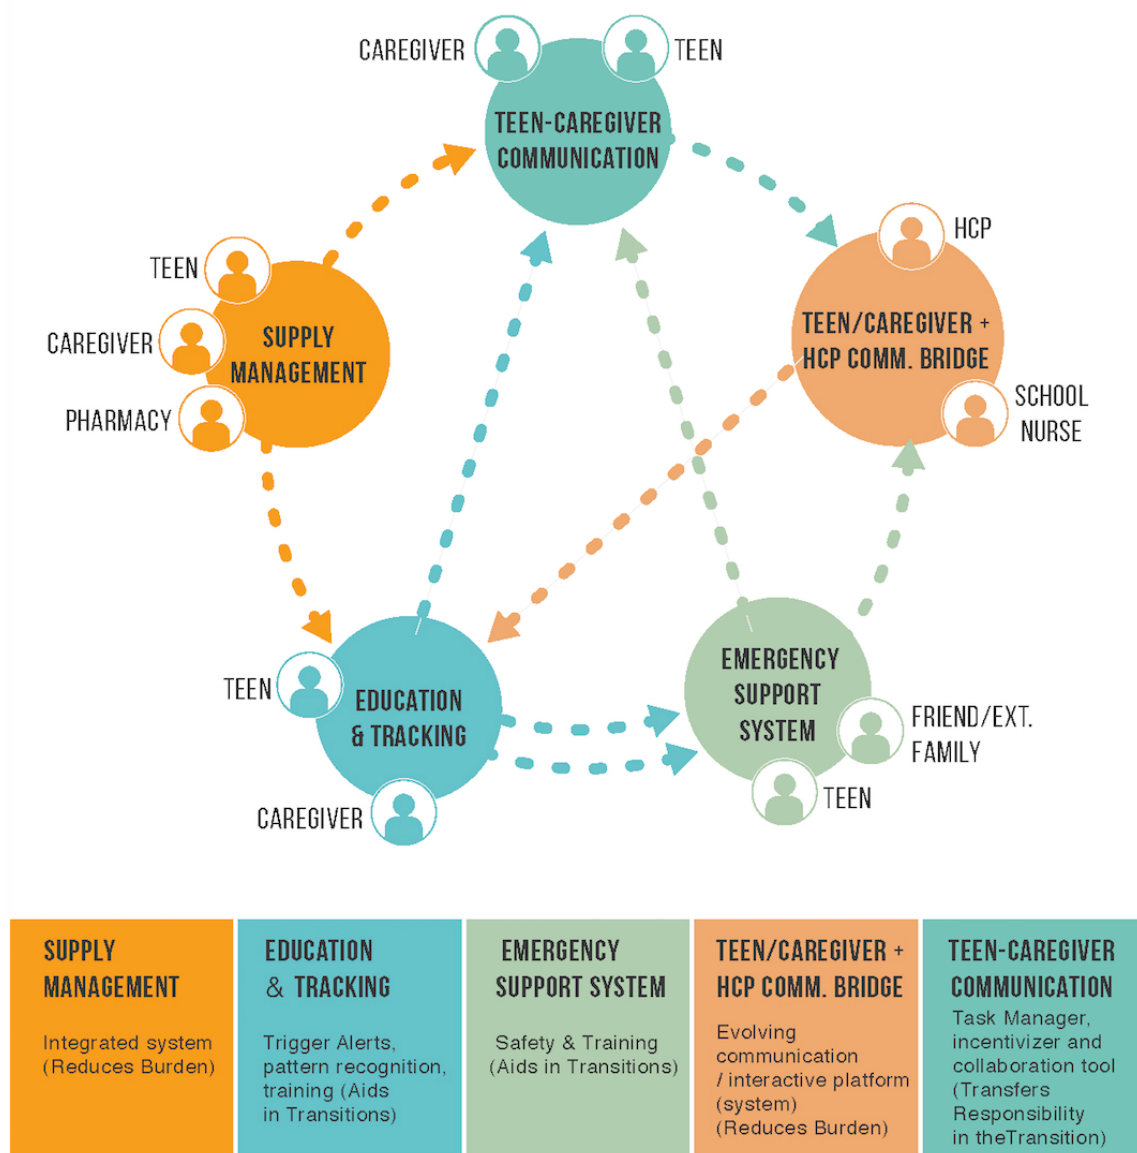 CAREGIVER
TEEN
TEEN-CAREGIVER
COMMUNICATION
HCP
TEEN
CAREGIVER
PHARMACY
SUPPLY
MANAGEMENT
TEEN/CAREGIVER +
HCP COMM. BRIDGE
SCHOOL
NURSE
TEEN
EDUCATION
& TRACKING
CAREGIVER
EMERGENCY
SUPPORT
SYSTEM
FRIEND/EXT.
FAMILY
TEEN
SUPPLY
MANAGEMENT
Integrated system
(Reduces Burden)
EDUCATION
& TRACKING
Trigger Alerts,
pattern recognition,
training (Aids
in Transitions)
EMERGENCY
SUPPORT SYSTEM
Safety & Training
(Aids in Transitions)
TEEN/CAREGIVER +
HCP COMM. BRIDGE
Evolving
communication
/ interactive platform
(system)
(Reduces Burden)
TEEN-CAREGIVER
COMMUNICATION
Task Manager,
incentivizer and
collaboration tool
(Transfers
Responsibility
in theTransition)